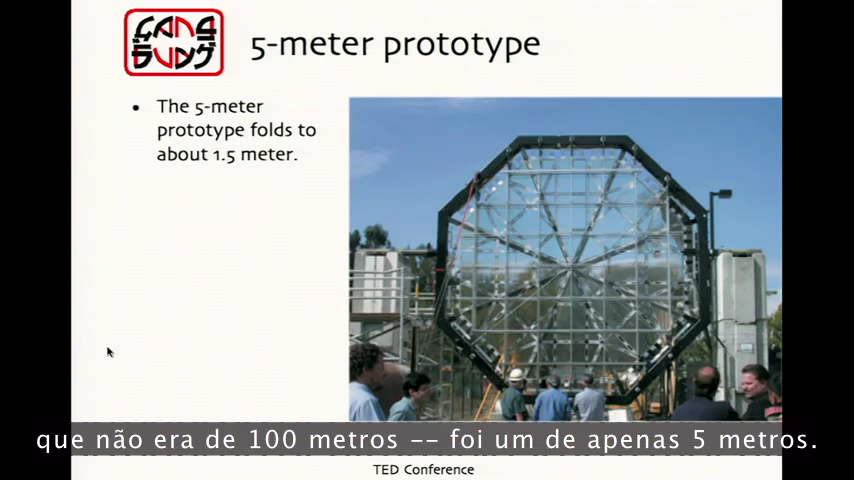 LANG
5-meter prototype
• The 5-meter
prototype folds to
about 1.5 meter.
que não era de 100 metros -- foi um de apenas 5 metros.
TED Conference